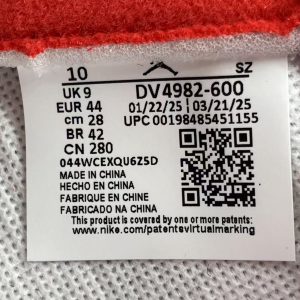 10 SZ
UK 9 DV4982-600
EUR 44 01/22/25 03/21/25
cm 28 UPC 00198485451155
BR 42
CN 280
044WCEXQU6Z5D
MADE IN CHINA
HECHO EN CHINA
FABRIQUE EN CHINE
FABRICADO NA CHINA
This product is covered by one or more of
www.nike.com/patentsvirtualmarking